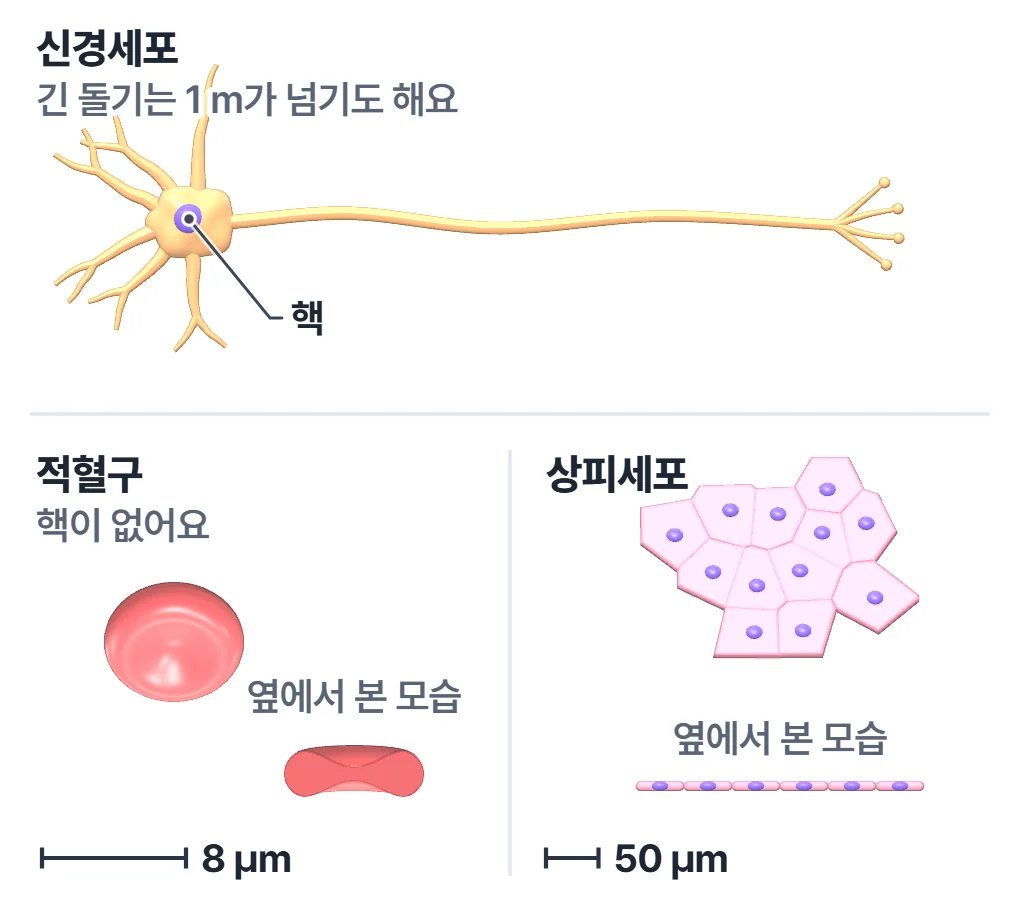 신경세포
긴 돌기는 1 m가 넘기도 해요
핵
적혈구
핵이 없어요
옆에서 본 모습
8 μm
상피세포
옆에서 본 모습
50 μm